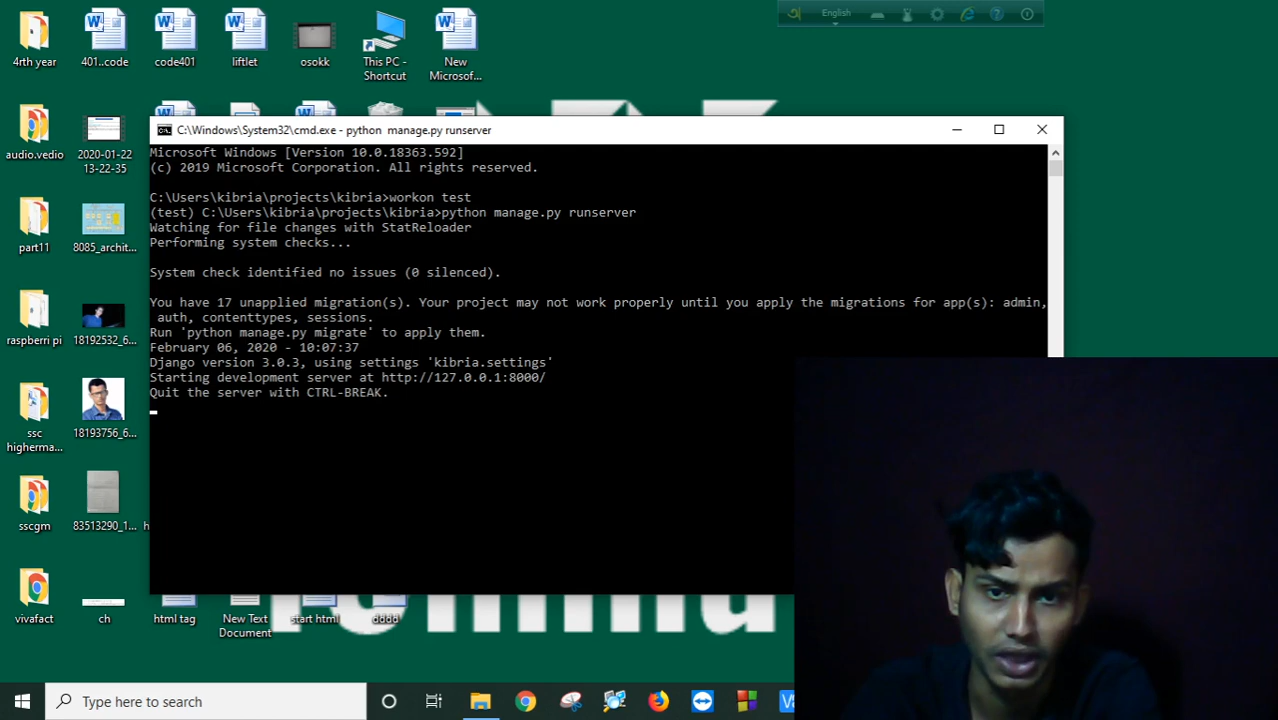 English
4rth year
401..code
code401
liftlet
osokk
This PC -
Shortcut
New
Microsof...
audio.vedio
2020-01-22
13-22-35
C:\Windows\System32\cmd.exe - python  manage.py runserver
Microsoft Windows [Version 10.0.18363.592]
(c) 2019 Microsoft Corporation. All rights reserved.
C:\Users\kibria\projects\kibria>workon test
(test) C:\Users\kibria\projects\kibria>python manage.py runserver
Watching for file changes with StatReloader
Performing system checks...
System check identified no issues (0 silenced).
You have 17 unapplied migration(s). Your project may not work properly until you apply the migrations for app(s): admin,
auth, contenttypes, sessions.
Run 'python manage.py migrate' to apply them.
February 06, 2020 - 10:07:37
Django version 3.0.3, using settings 'kibria.settings'
Starting development server at http://127.0.0.1:8000/
Quit the server with CTRL-BREAK.
part11
8085_archit...
raspberri pi
18192532_6...
ssc
higherma...
18193756_6...
sscgm
83513290_1...
h
vivafact
ch
html tag
New Text
Document
start html
dddd
Type here to search